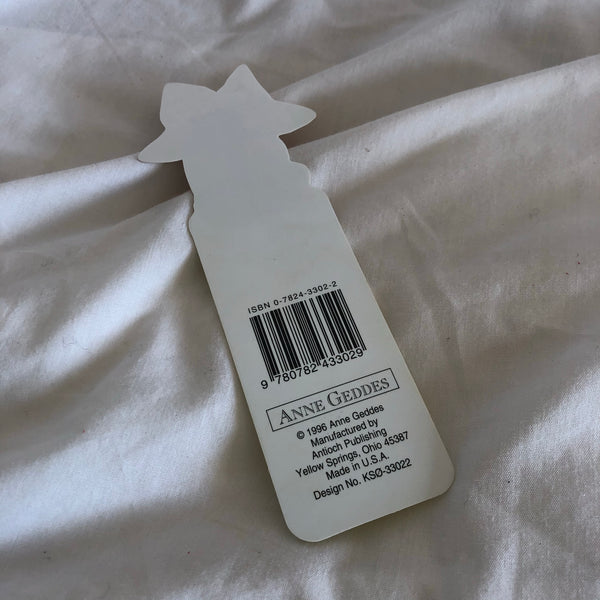 ISBN 0-7824-3302-2
9 780782 433029
ANNE GEDDES
© 1996 Anne Geddes
Manufactured by
Antioch Publishing
Yellow Springs, Ohio 45387
Made in U.S.A.
Design No. KSØ-33022